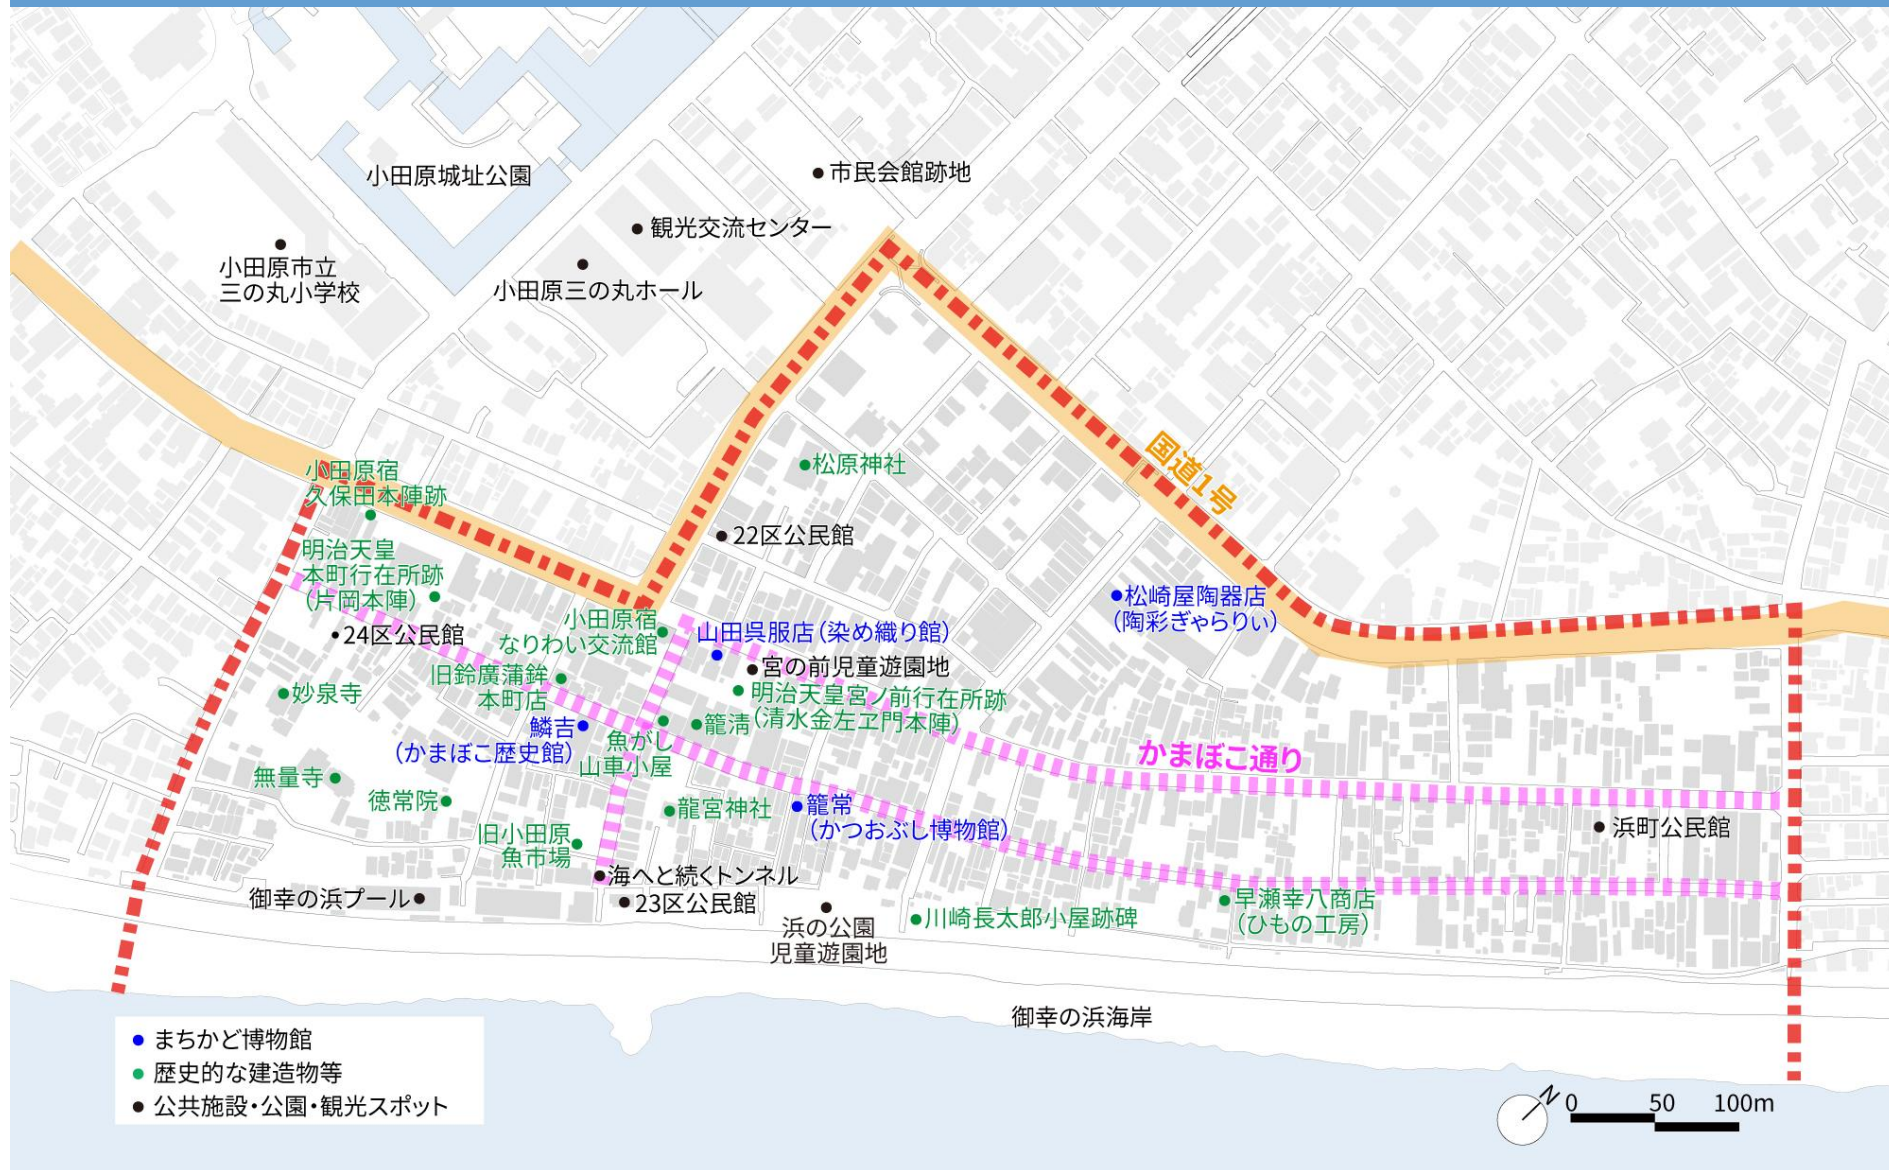 市民会館跡地
小田原城址公園
観光交流センター
小田原市立
三の丸小学校
小田原三の丸ホール
国道1号
小田原宿
久保田本陣跡
松原神社
22区公民館
明治天皇
本町行在所跡
(片岡本陣)
24区公民館
小田原宿
なりわい交流館
山田呉服店(染め織り館)
松崎屋陶器店
(陶彩ぎゃらりぃ)
宮の前児童遊園地
旧鈴廣蒲鉾
本町店
妙泉寺
明治天皇宮ノ前行在所跡
(清水金左ヱ門本陣)
籠淸
鱗吉
(かまぼこ歴史館)
魚がし
山車小屋
かまぼこ通り
無量寺
徳常院
龍宮神社
籠常
(かつおぶし博物館)
浜町公民館
旧小田原
魚市場
海へと続くトンネル
御幸の浜プール
23区公民館
浜の公園
児童遊園地
川崎長太郎小屋跡碑
早瀬幸八商店
(ひもの工房)
御幸の浜海岸
まちかど博物館
歴史的な建造物等
公共施設・公園・観光スポット
N
0 50 100m